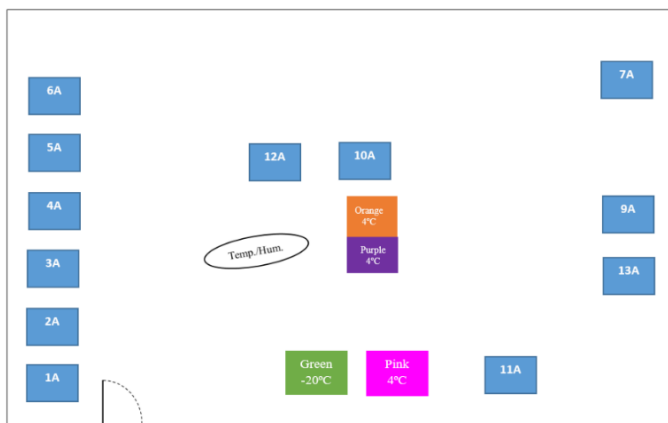 7A
6A
5A
12A
10A
4A
Orange
4°C
9A
Temp./Hum.
Purple
4°C
3A
13A
2A
Green
-20°C
Pink
4°C
11A
1A